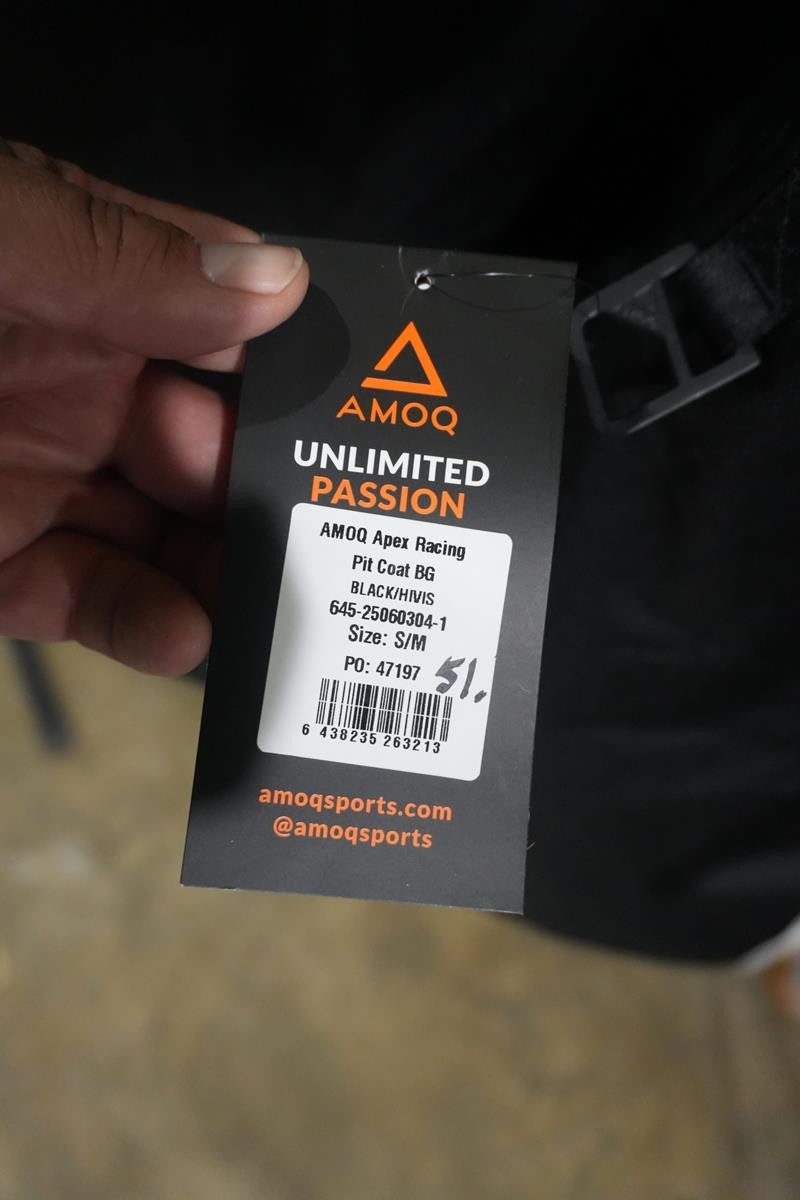 AMOQ
UNLIMITED
PASSION
AMOQ Apex Racing
Pit Coat BG
BLACK/HIVIS
645-25060304-1
Size: S/M
PO: 47197 51.
6 438235 263213
amoqsports.com
@amoqsports